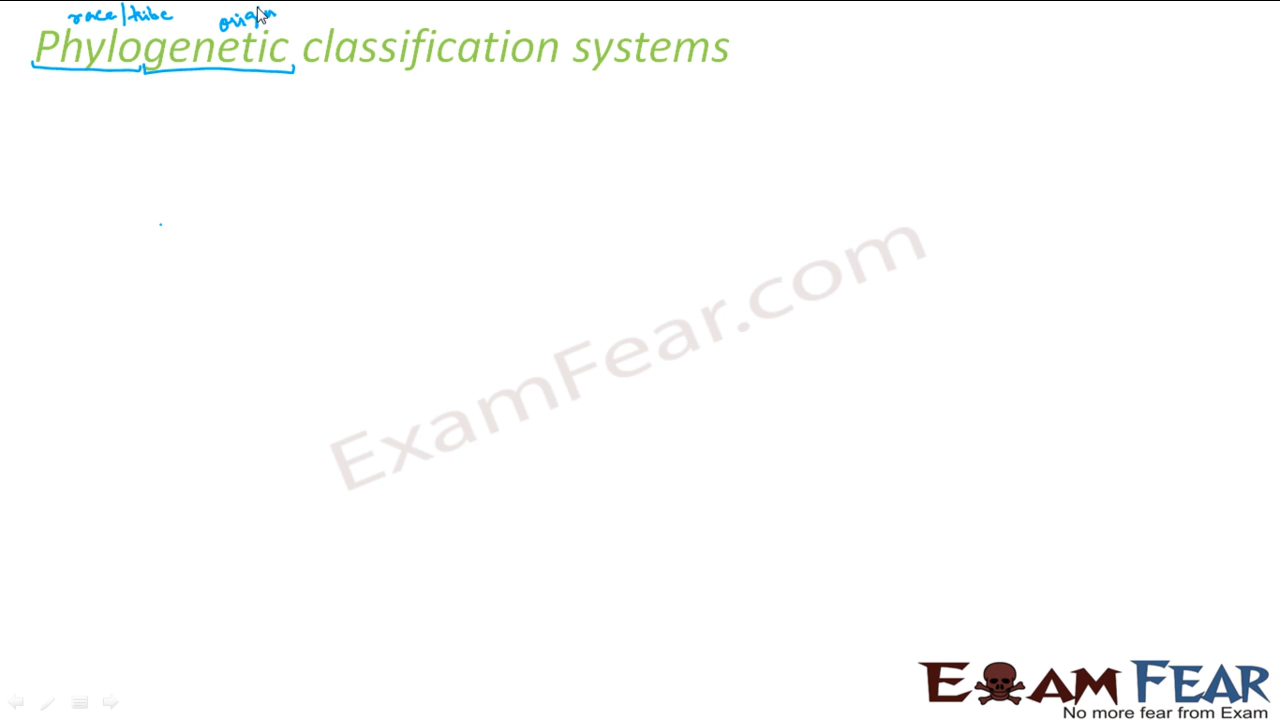 race/tribe origin
Phylogenetic classification systems
ExamFear.com
EXAM FEAR
No more fear from Exam